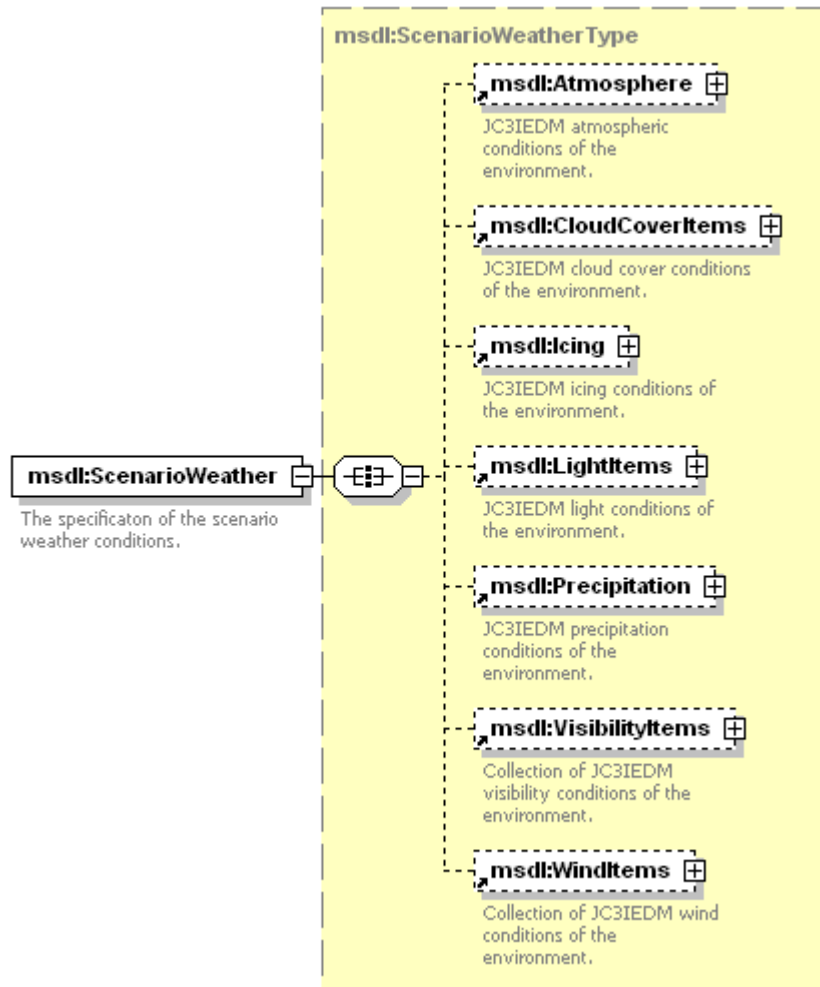 msdl:ScenarioWeatherType
msdl:Atmosphere
JC3IEDM atmospheric
conditions of the
environment.
msdl:CloudCoverItems
JC3IEDM cloud cover conditions
of the environment.
msdl:Icing
JC3IEDM icing conditions of
the environment.
msdl:ScenarioWeather
The specificaton of the scenario
weather conditions.
msdl:LightItems
JC3IEDM light conditions of
the environment.
msdl:Precipitation
JC3IEDM precipitation
conditions of the
environment.
msdl:VisibilityItems
Collection of JC3IEDM
visibility conditions of the
environment.
msdl:WindItems
Collection of JC3IEDM wind
conditions of the
environment.